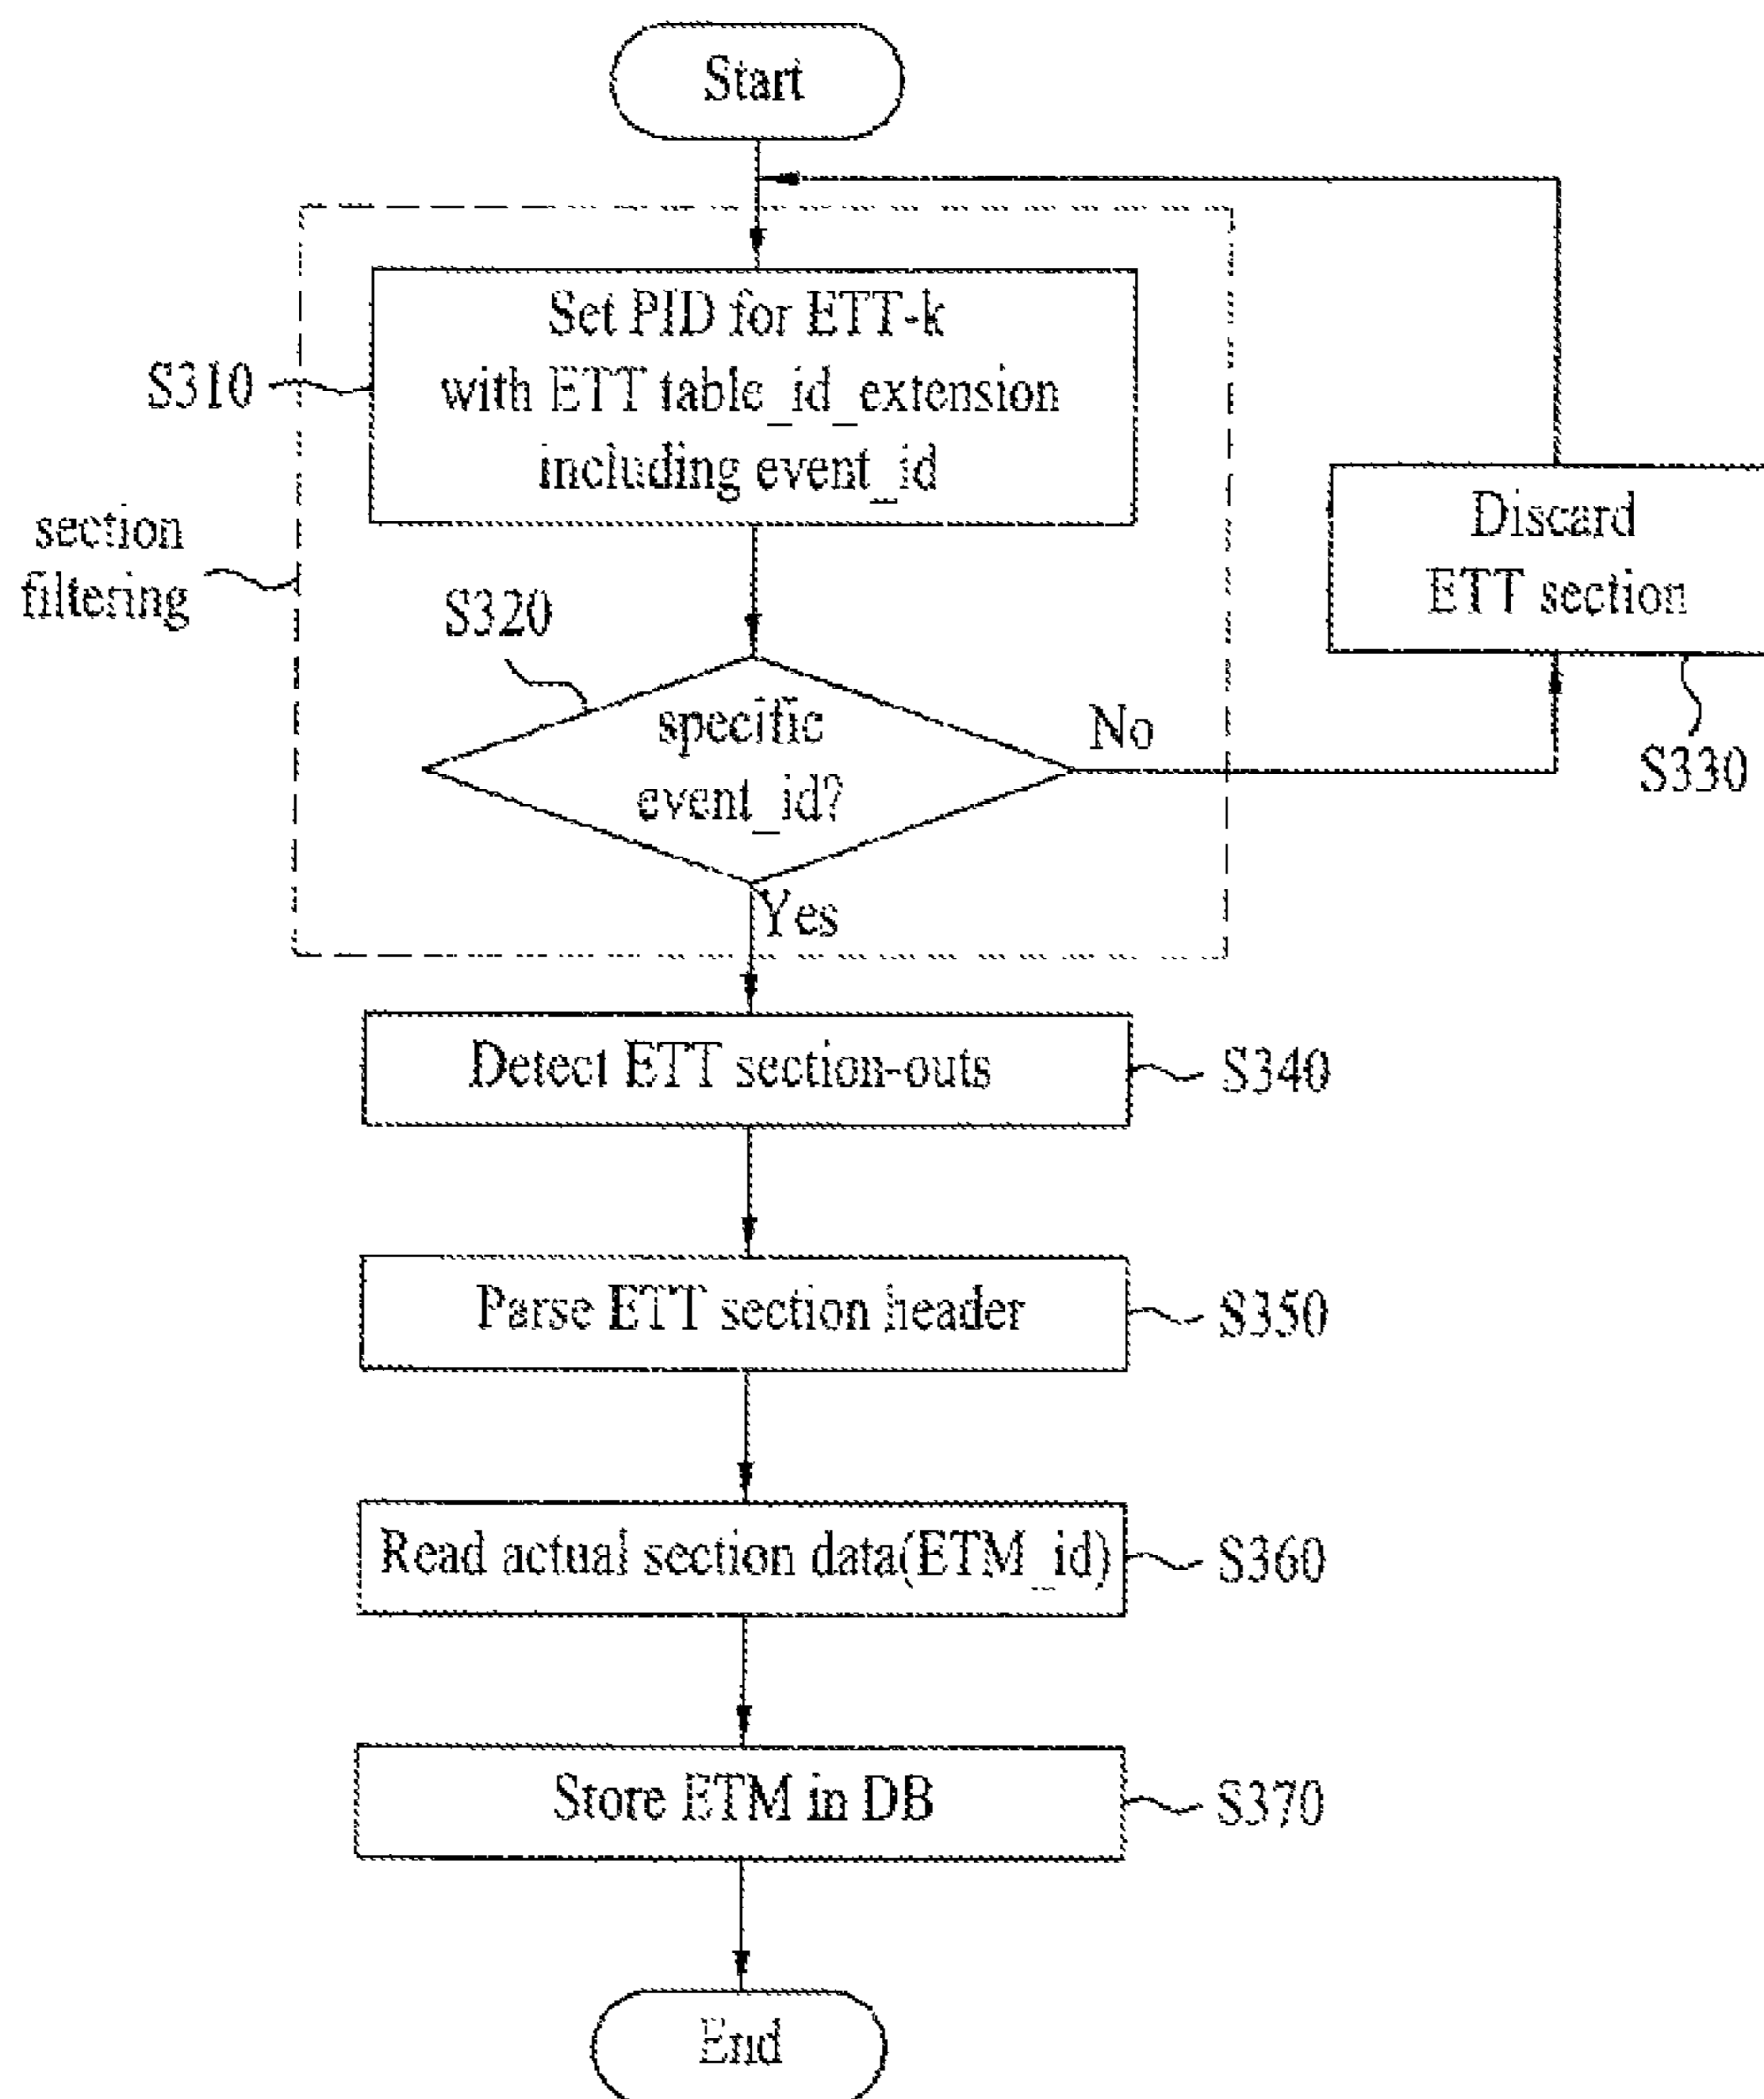 Start
Set PID for ETT-k
with ETT table_id_extension
including event_id
S310
section
filtering
S320
specific
event_id?
No
Yes
Discard
ETT section
S330
Detect ETT section-outs
S340
Parse ETT section header
S350
Read actual section data(ETM_id)
S360
Store ETM in DB
S370
End